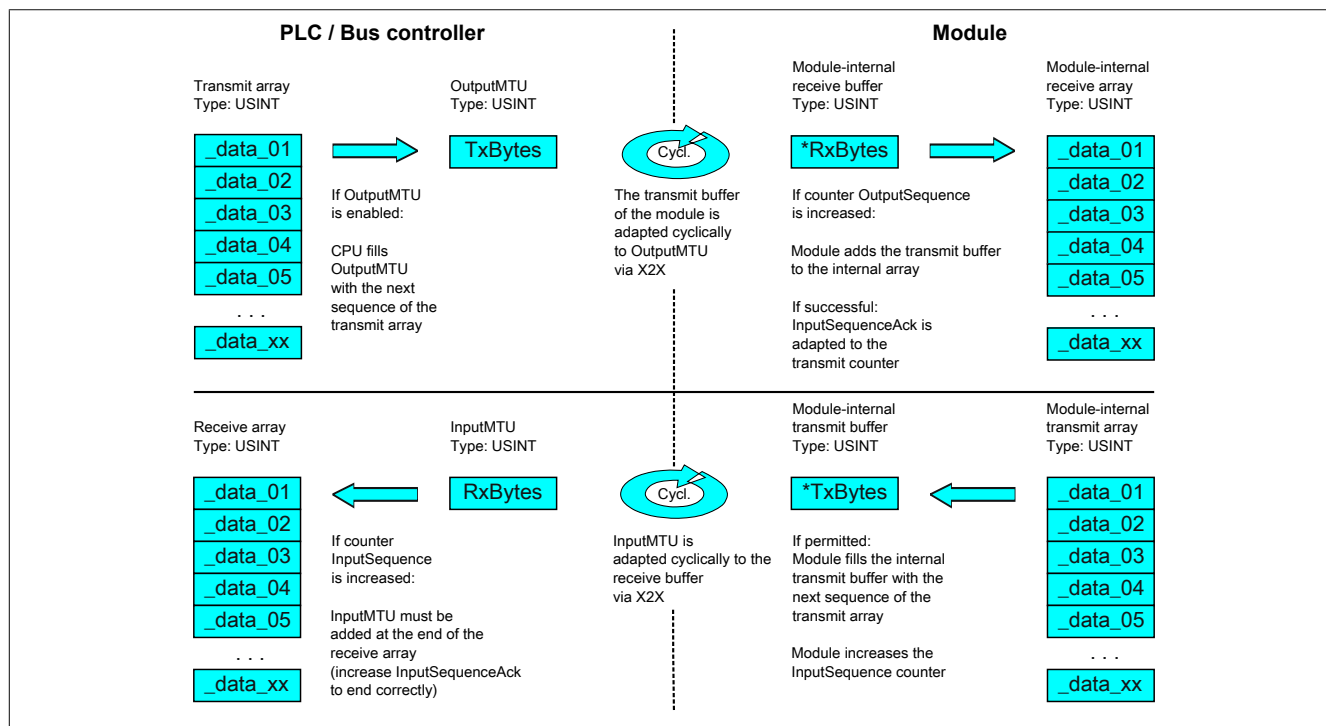 PLC / Bus controller
Module
Transmit array
Type: USINT
OutputMTU
Type: USINT
Module-internal
receive buffer
Type: USINT
Module-internal
receive array
Type: USINT
_data_01
_data_02
_data_03
_data_04
_data_05
. . .
_data_xx
If OutputMTU
is enabled:
CPU fills
OutputMTU
with the next
sequence of the
transmit array
TxBytes
Cycl.
The transmit buffer
of the module is
adapted cyclically
to OutputMTU
via X2X
*RxBytes
If counter OutputSequence
is increased:
Module adds the transmit buffer
to the internal array
If successful:
InputSequenceAck is
adapted to the
transmit counter
_data_01
_data_02
_data_03
_data_04
_data_05
. . .
_data_xx
Receive array
Type: USINT
InputMTU
Type: USINT
Module-internal
transmit buffer
Type: USINT
Module-internal
transmit array
Type: USINT
_data_01
_data_02
_data_03
_data_04
_data_05
. . .
_data_xx
If counter
InputSequence
is increased:
InputMTU must be
added at the end of the
receive array
(increase InputSequenceAck
to end correctly)
RxBytes
Cycl.
InputMTU is
adapted cyclically to the
receive buffer
via X2X
*TxBytes
If permitted:
Module fills the internal
transmit buffer with the
next sequence of the
transmit array
Module increases the
InputSequence counter
_data_01
_data_02
_data_03
_data_04
_data_05
. . .
_data_xx